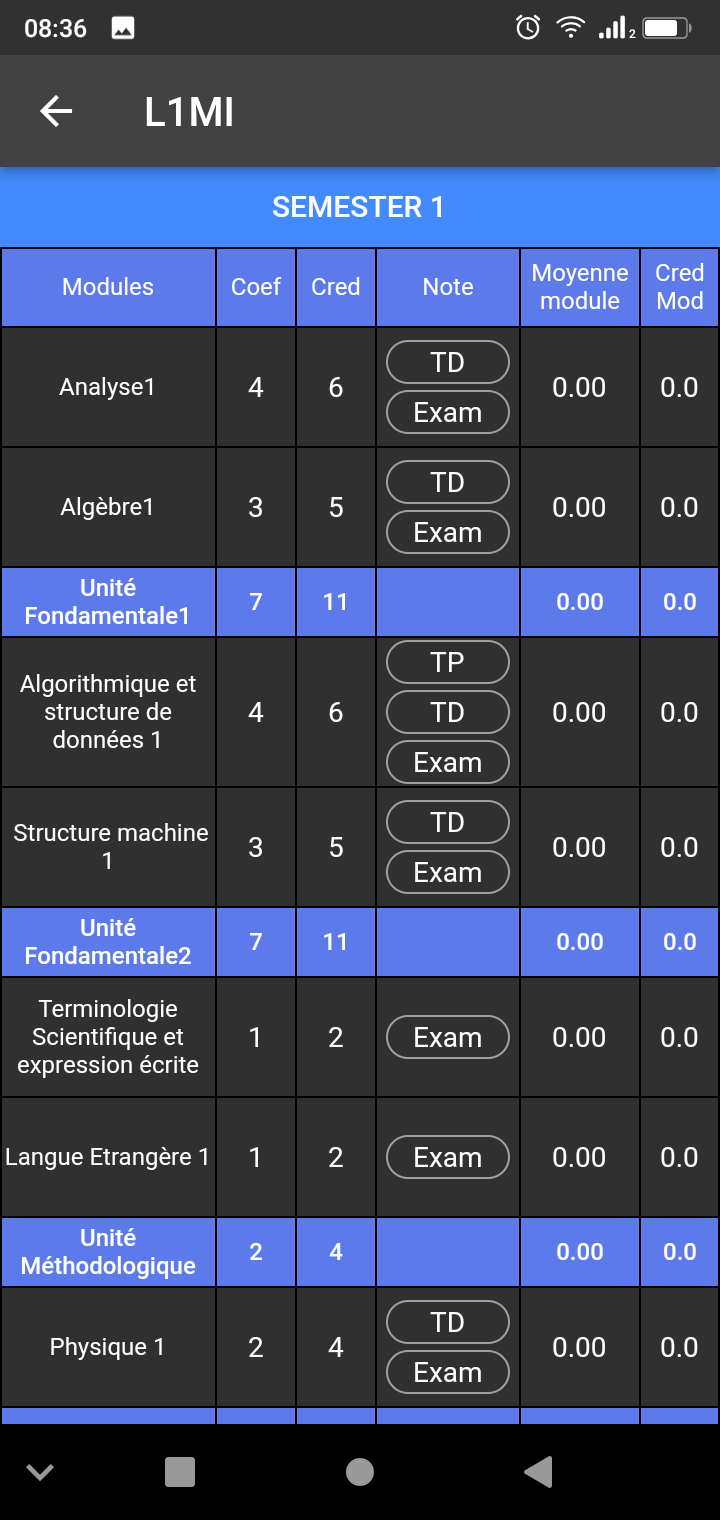 08:36
2
L1MI
SEMESTER 1
Modules Coef Cred Note Moyenne module Cred Mod
Analyse1 4 6 TD Exam 0.00 0.0
Algèbre1 3 5 TD Exam 0.00 0.0
Unité Fondamentale1 7 11 0.00 0.0
Algorithmique et structure de données 1 4 6 TP TD Exam 0.00 0.0
Structure machine 1 3 5 TD Exam 0.00 0.0
Unité Fondamentale2 7 11 0.00 0.0
Terminologie Scientifique et expression écrite 1 2 Exam 0.00 0.0
Langue Etrangère 1 1 2 Exam 0.00 0.0
Unité Méthodologique 2 4 0.00 0.0
Physique 1 2 4 TD Exam 0.00 0.0